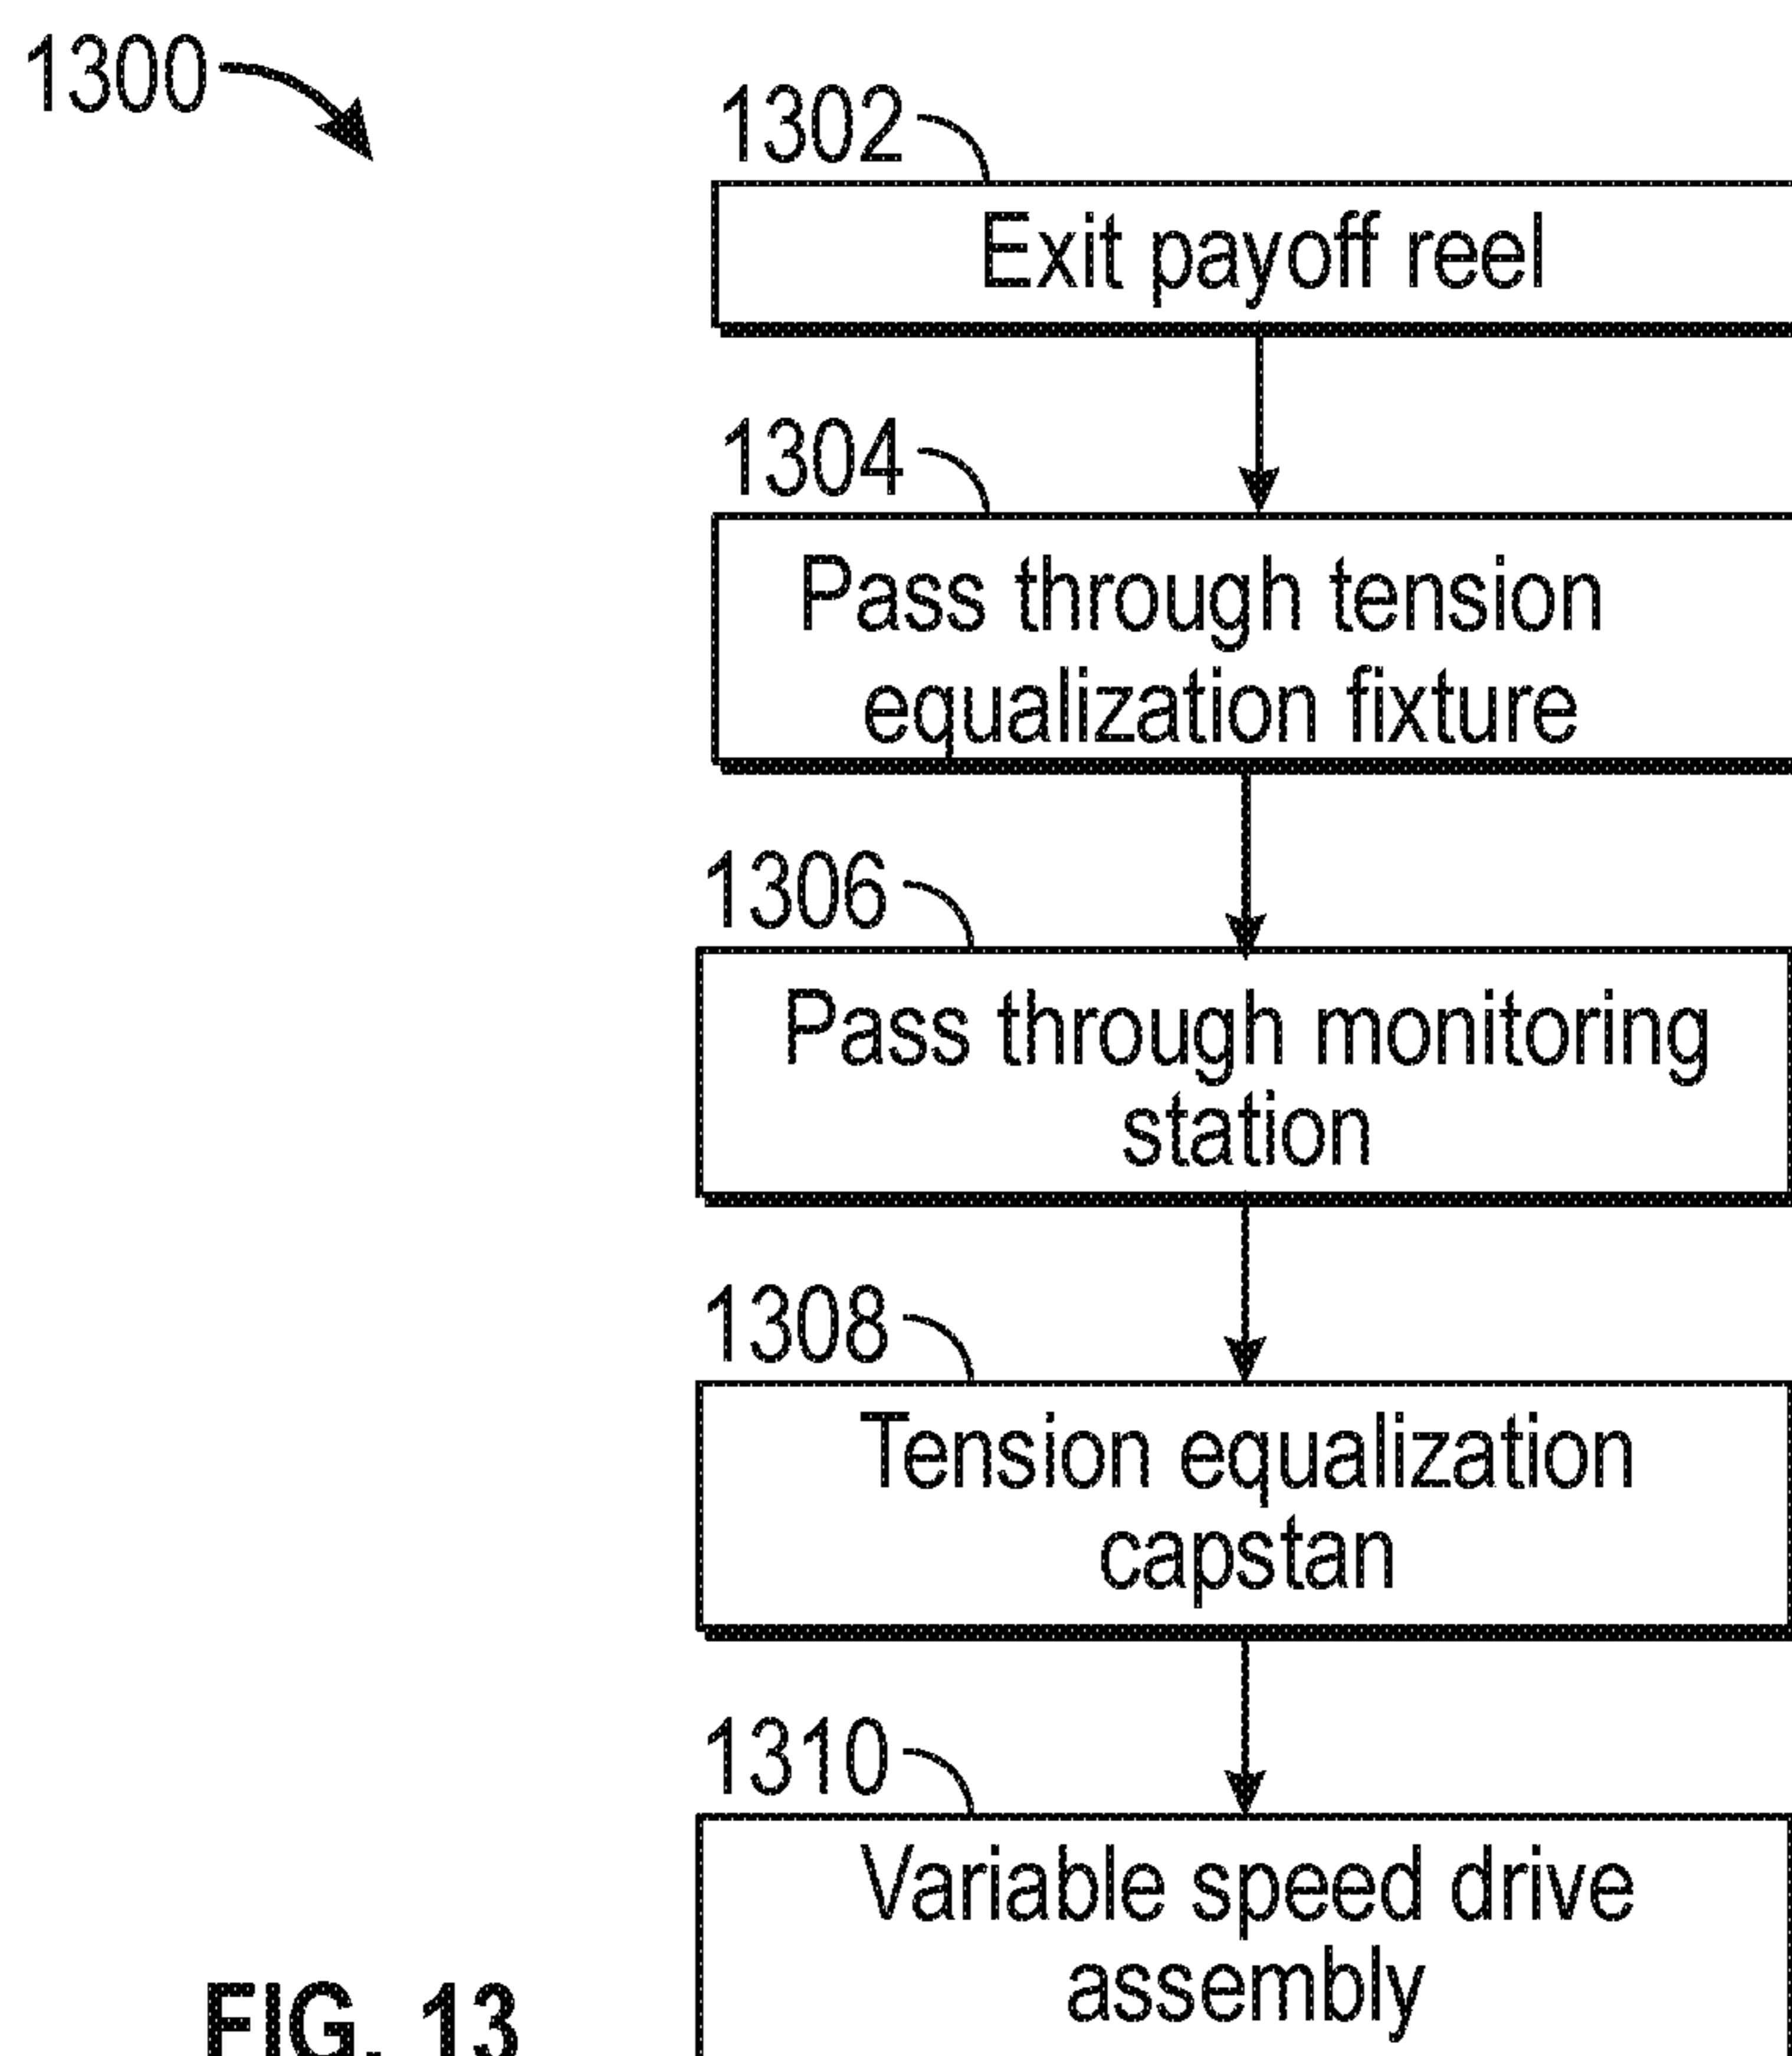 1300
1302
Exit payoff reel
1304
Pass through tension
equalization fixture
1306
Pass through monitoring
station
1308
Tension equalization
capstan
1310
Variable speed drive
assembly
FIG. 13